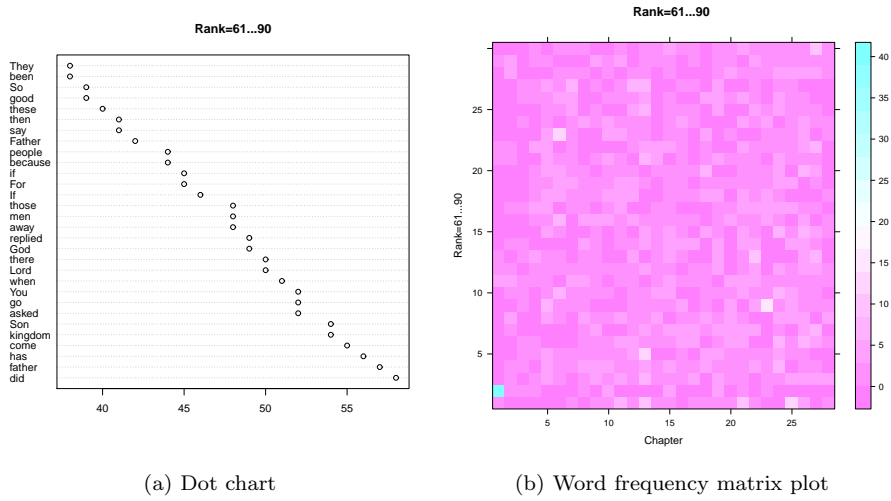 Rank=61...90
They
been
So
good
these
then
say
Father
people
because
if
For
If
those
men
away
replied
God
there
Lord
when
You
go
asked
Son
kingdom
come
has
father
did
40 45 50 55
(a) Dot chart
Rank=61...90
Rank=61...90
25
20
15
10
5
5 10 15 20 25
Chapter
40
35
30
25
20
15
10
5
0
(b) Word frequency matrix plot